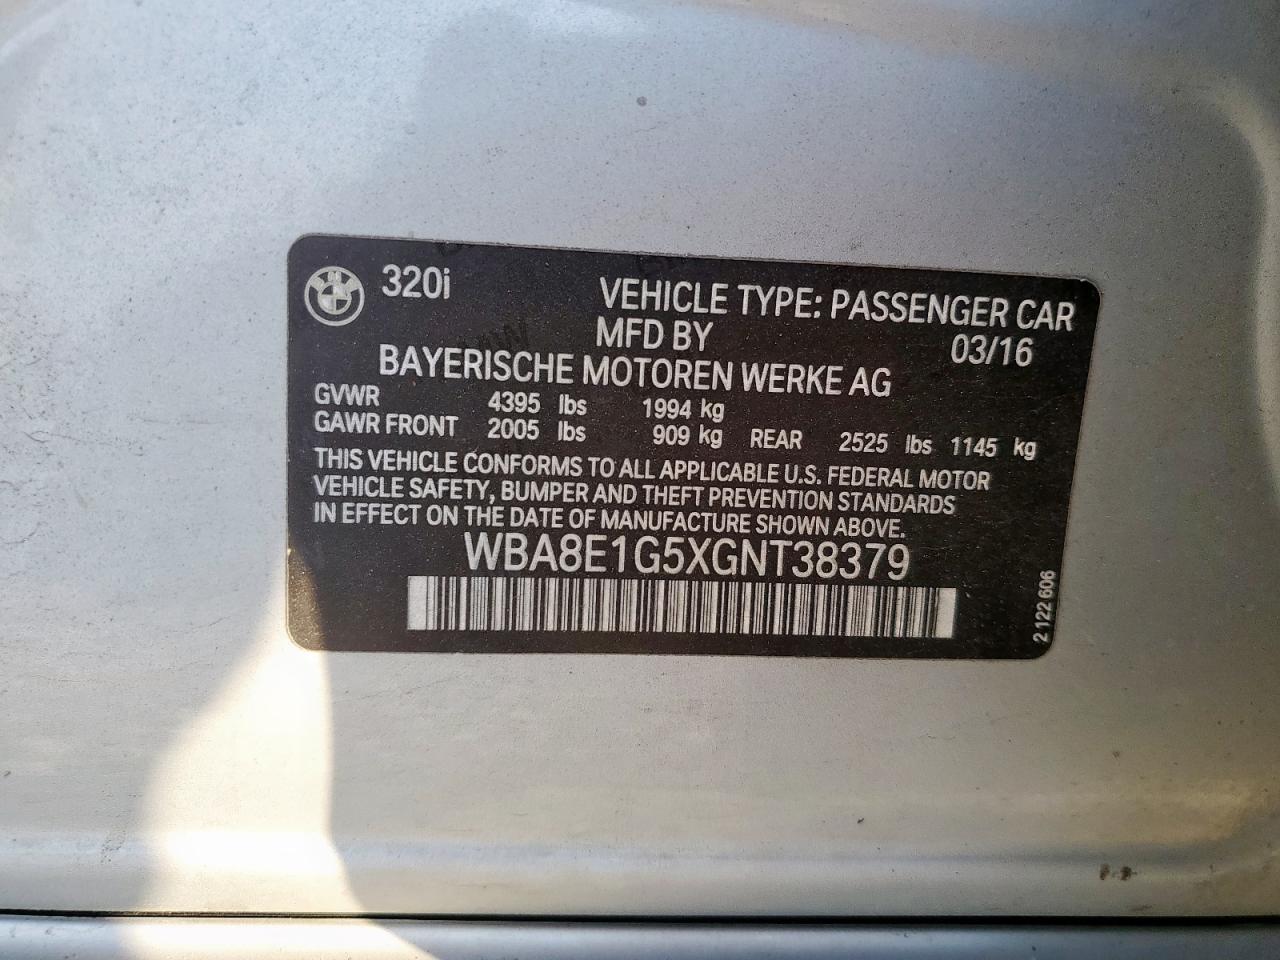 320i VEHICLE TYPE: PASSENGER CAR
MFD BY 03/16
BAYERISCHE MOTOREN WERKE AG
GVWR 4395 lbs 1994 kg
GAWR FRONT 2005 lbs 909 kg REAR 2525 lbs 1145 kg
THIS VEHICLE CONFORMS TO ALL APPLICABLE U.S. FEDERAL MOTOR
VEHICLE SAFETY, BUMPER AND THEFT PREVENTION STANDARDS
IN EFFECT ON THE DATE OF MANUFACTURE SHOWN ABOVE.
WBA8E1G5XGNT38379
2 122 606